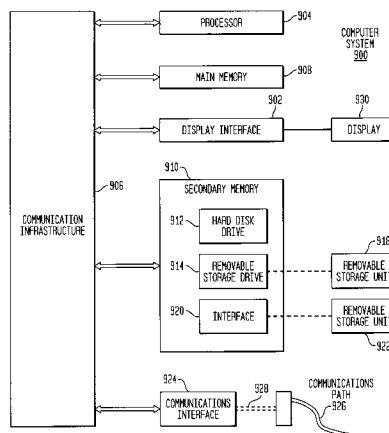 PROCESSOR
904
COMPUTER
SYSTEM
900
MAIN MEMORY
908
902
930
DISPLAY INTERFACE
DISPLAY
910
906
SECONDARY MEMORY
COMMUNICATION
INFRASTRUCTURE
912
HARD DISK
DRIVE
918
914
REMOVABLE
STORAGE DRIVE
REMOVABLE
STORAGE UNIT
920
INTERFACE
REMOVABLE
STORAGE UNIT
922
924
COMMUNICATIONS
INTERFACE
928
COMMUNICATIONS
PATH
926